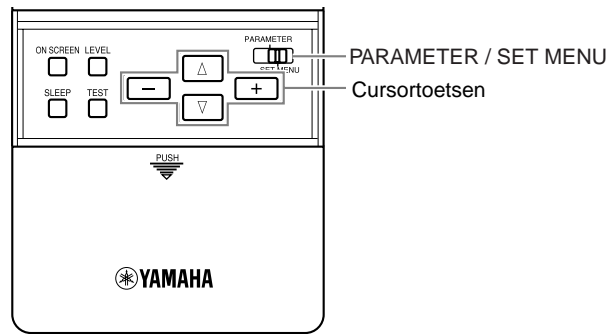 PARAMETER
ON SCREEN LEVEL
SET MENU
SLEEP TEST
− +
PUSH
YAMAHA
PARAMETER / SET MENU
Cursortoetsen